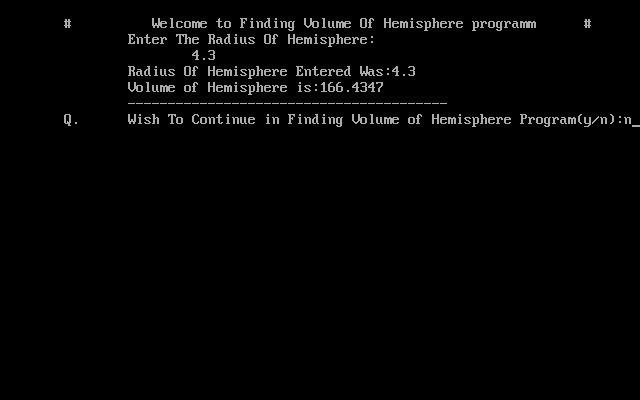 # Welcome to Finding Volume Of Hemisphere programm #
Enter The Radius Of Hemisphere:
4.3
Radius Of Hemisphere Entered Was:4.3
Volume of Hemisphere is:166.4347
----------------------------------------
Q. Wish To Continue in Finding Volume of Hemisphere Program(y/n):n_